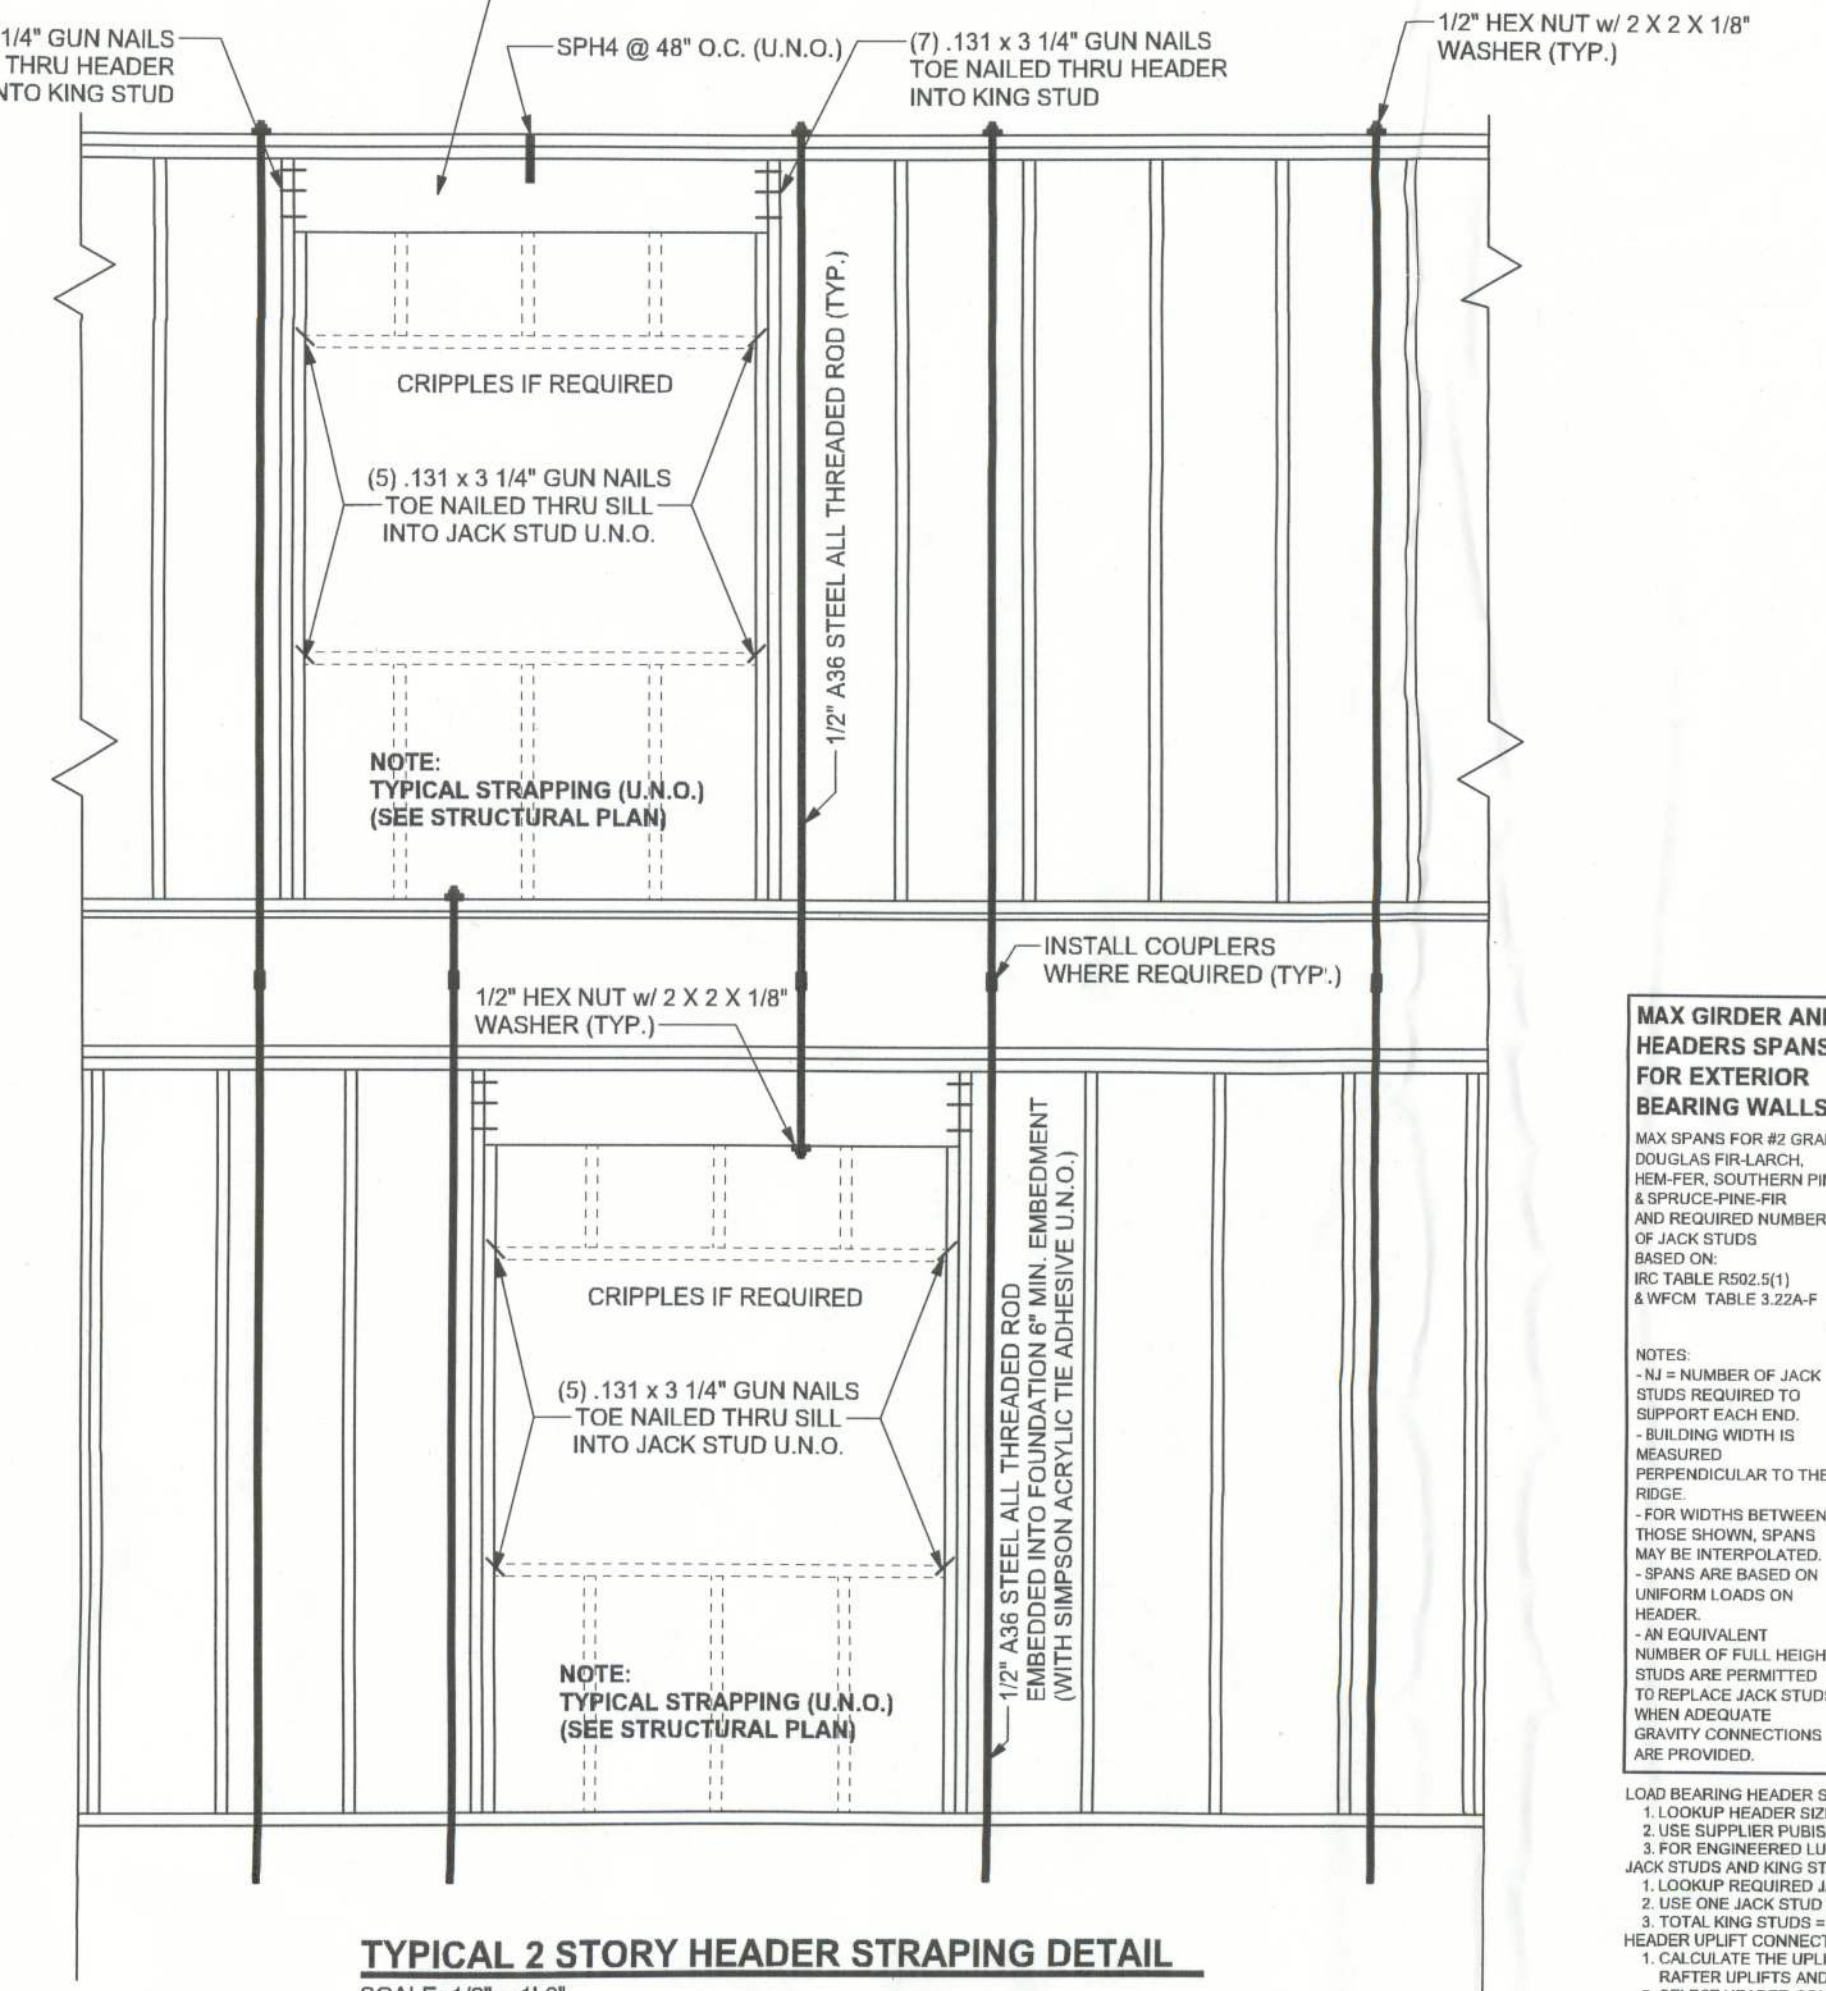 1/4" GUN NAILS
THRU HEADER
INTO KING STUD
SPH4 @ 48" O.C. (U.N.O.)
(7) .131 x 3 1/4" GUN NAILS
TOE NAILED THRU HEADER
INTO KING STUD
1/2" HEX NUT w/ 2 X 2 X 1/8"
WASHER (TYP.)
CRIPPLES IF REQUIRED
(5) .131 x 3 1/4" GUN NAILS
TOE NAILED THRU SILL
INTO JACK STUD U.N.O.
1/2" A36 STEEL ALL THREADED ROD (TYP.)
NOTE:
TYPICAL STRAPPING (U.N.O.)
(SEE STRUCTURAL PLAN)
INSTALL COUPLERS
WHERE REQUIRED (TYP.)
1/2" HEX NUT w/ 2 X 2 X 1/8"
WASHER (TYP.)
CRIPPLES IF REQUIRED
(5) .131 x 3 1/4" GUN NAILS
TOE NAILED THRU SILL
INTO JACK STUD U.N.O.
1/2" A36 STEEL ALL THREADED ROD
EMBEDDED INTO FOUNDATION 6" MIN. EMBEDMENT
(WITH SIMPSON ACRYLIC TIE ADHESIVE U.N.O.)
NOTE:
TYPICAL STRAPPING (U.N.O.)
(SEE STRUCTURAL PLAN)
TYPICAL 2 STORY HEADER STRAPING DETAIL
MAX GIRDER AND
HEADERS SPANS
FOR EXTERIOR
BEARING WALLS
MAX SPANS FOR #2 GRA
DOUGLAS FIR-LARCH,
HEM-FER, SOUTHERN PI
& SPRUCE-PINE-FIR
AND REQUIRED NUMBER
OF JACK STUDS
BASED ON:
IRC TABLE R502.5(1)
& WFCM TABLE 3.22A-F
NOTES:
- NJ = NUMBER OF JACK
STUDS REQUIRED TO
SUPPORT EACH END.
- BUILDING WIDTH IS
MEASURED
PERPENDICULAR TO THE
RIDGE.
- FOR WIDTHS BETWEEN
THOSE SHOWN, SPANS
MAY BE INTERPOLATED.
- SPANS ARE BASED ON
UNIFORM LOADS ON
HEADER.
- AN EQUIVALENT
NUMBER OF FULL HEIGH
STUDS ARE PERMITTED
TO REPLACE JACK STUDS
WHEN ADEQUATE
GRAVITY CONNECTIONS
ARE PROVIDED.
LOAD BEARING HEADER S
1. LOOKUP HEADER SIZ
2. USE SUPPLIER PUBIS
3. FOR ENGINEERED LU
JACK STUDS AND KING ST
1. LOOKUP REQUIRED J
2. USE ONE JACK STUD
3. TOTAL KING STUDS =
HEADER UPLIFT CONNECT
1. CALCULATE THE UPLI
RAFTER UPLIFTS AND